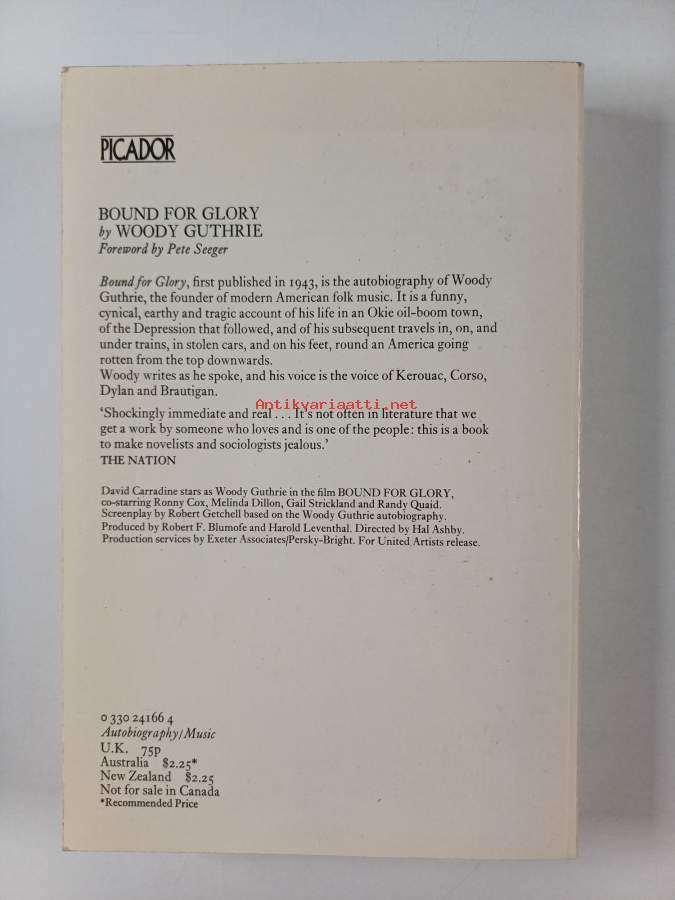 PICADOR
BOUND FOR GLORY
by WOODY GUTHRIE
Foreword by Pete Seeger
Bound for Glory, first published in 1943, is the autobiography of Woody
Guthrie, the founder of modern American folk music. It is a funny,
cynical, earthy and tragic account of his life in an Okie oil-boom town,
of the Depression that followed, and of his subsequent travels in, on, and
under trains, in stolen cars, and on his feet, round an America going
rotten from the top downwards.
Woody writes as he spoke, and his voice is the voice of Kerouac, Corso,
Dylan and Brautigan.
Antikvariaatti.net
‘Shockingly immediate and real . . . It’s not often in literature that we
get a work by someone who loves and is one of the people: this is a book
to make novelists and sociologists jealous.’
THE NATION
David Carradine stars as Woody Guthrie in the film BOUND FOR GLORY,
co-starring Ronny Cox, Melinda Dillon, Gail Strickland and Randy Quaid.
Screenplay by Robert Getchell based on the Woody Guthrie autobiography.
Produced by Robert F. Blumofe and Harold Leventhal. Directed by Hal Ashby.
Production services by Exeter Associates/Persky-Bright. For United Artists release.
0 330 24166 4
Autobiography/Music
U.K. 75p
Australia $2.25*
New Zealand $2.25
Not for sale in Canada
*Recommended Price